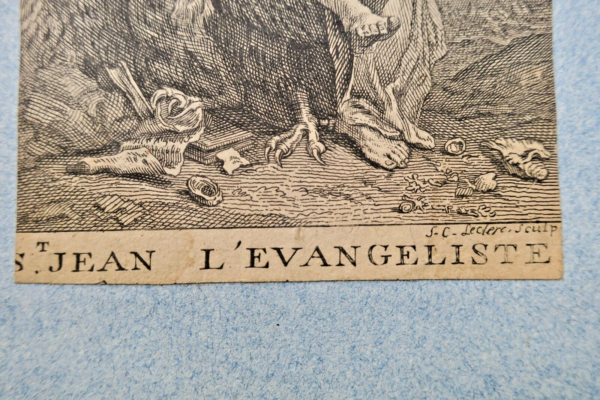 J. C. Leclerc. Sculp
S.T JEAN L'EVANGELISTE